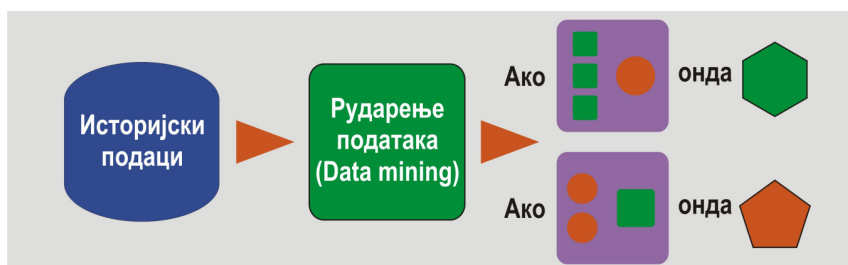 Историјски
подаци
Рударење
података
(Data mining)
Ако
онда
Ако
онда